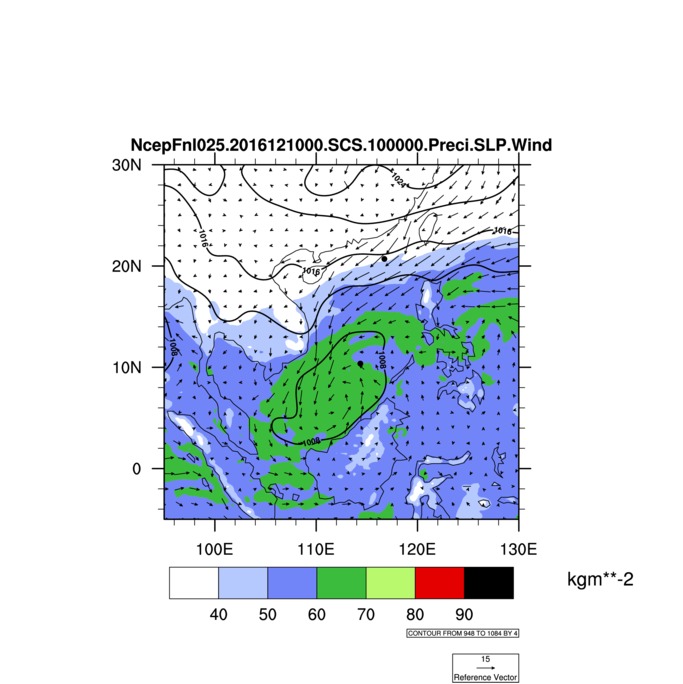 NcepFnl025.2016121000.SCS.100000.Preci.SLP.Wind
30N
1024
1016
1016
20N
1016
1008
1008
10N
1008
0
100E 110E 120E 130E
kgm**-2
40 50 60 70 80 90
CONTOUR FROM 948 TO 1084 BY 4
15
Reference Vector